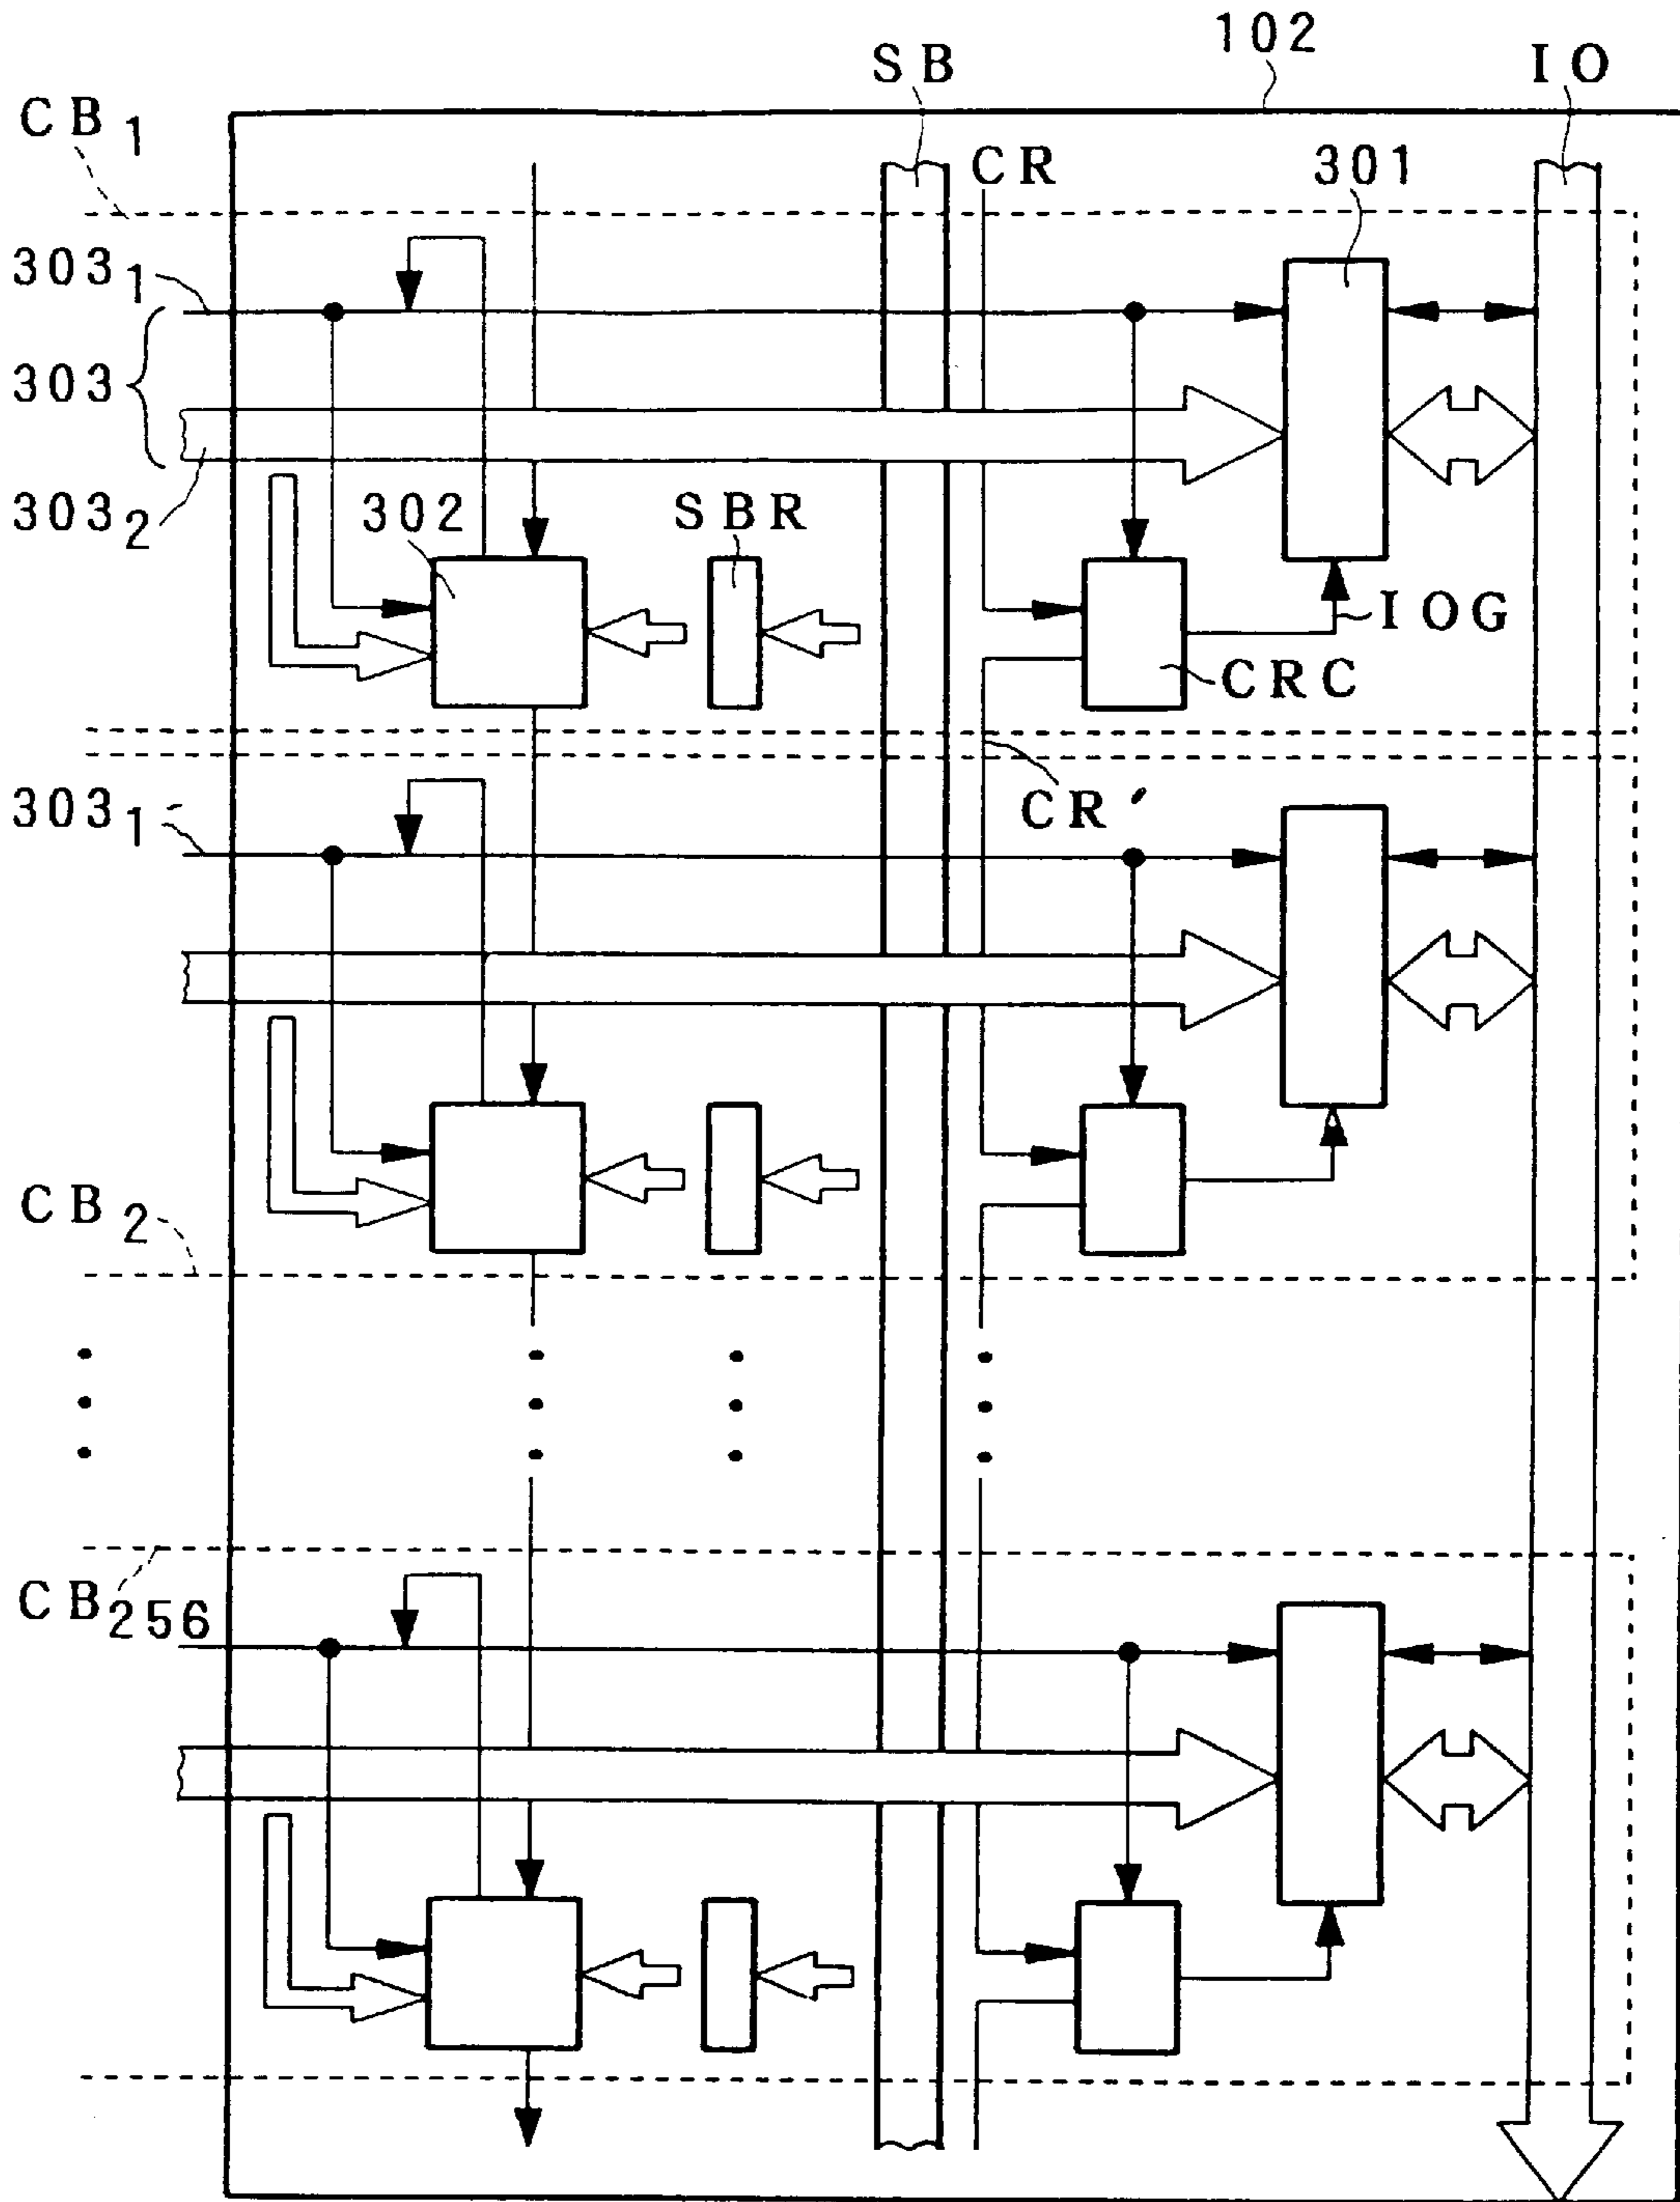 102
SB
IO
CB₁
CR
301
303₁
303
303₂
302
SBR
IOG
CRC
303₁
CR′
CB₂
CB₂₅₆